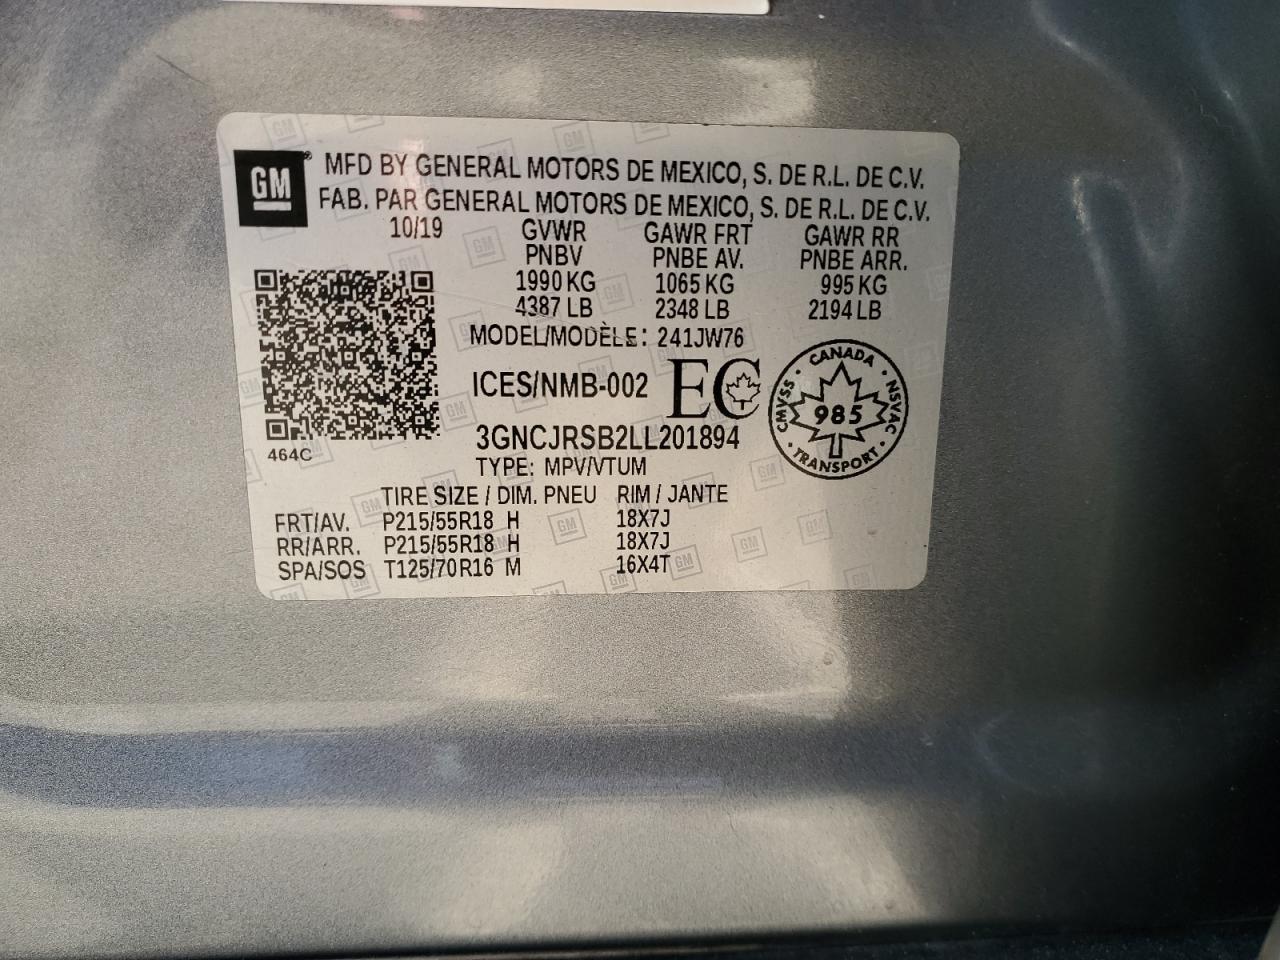 GM
MFD BY GENERAL MOTORS DE MEXICO, S. DE R.L. DE C.V.
FAB. PAR GENERAL MOTORS DE MEXICO, S. DE R.L. DE C.V.
10/19 GVWR GAWR FRT GAWR RR
PNBV PNBE AV. PNBE ARR.
1990 KG 1065 KG 995 KG
4387 LB 2348 LB 2194 LB
MODEL/MODÈLE: 241JW76
ICES/NMB-002 EC
CANADA
CMVSS 985 NSVAC
TRANSPORT
3GNCJRSB2LL201894
464C
TYPE: MPV/VTUM
TIRE SIZE / DIM. PNEU RIM / JANTE
FRT/AV. P215/55R18 H 18X7J
RR/ARR. P215/55R18 H 18X7J
SPA/SOS T125/70R16 M 16X4T